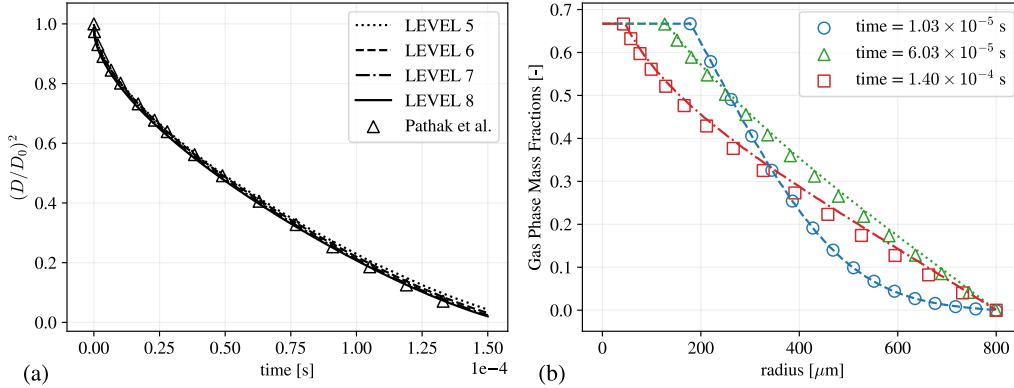 1.0
0.8
0.6
0.4
0.2
0.0
(D/D₀)²
LEVEL 5
LEVEL 6
LEVEL 7
LEVEL 8
Pathak et al.
0.00 0.25 0.50 0.75 1.00 1.25 1.50
1e−4
time [s]
(a)
0.7
0.6
0.5
0.4
0.3
0.2
0.1
0.0
Gas Phase Mass Fractions [-]
time = 1.03 × 10⁻⁵ s
time = 6.03 × 10⁻⁵ s
time = 1.40 × 10⁻⁴ s
0 200 400 600 800
radius [μm]
(b)